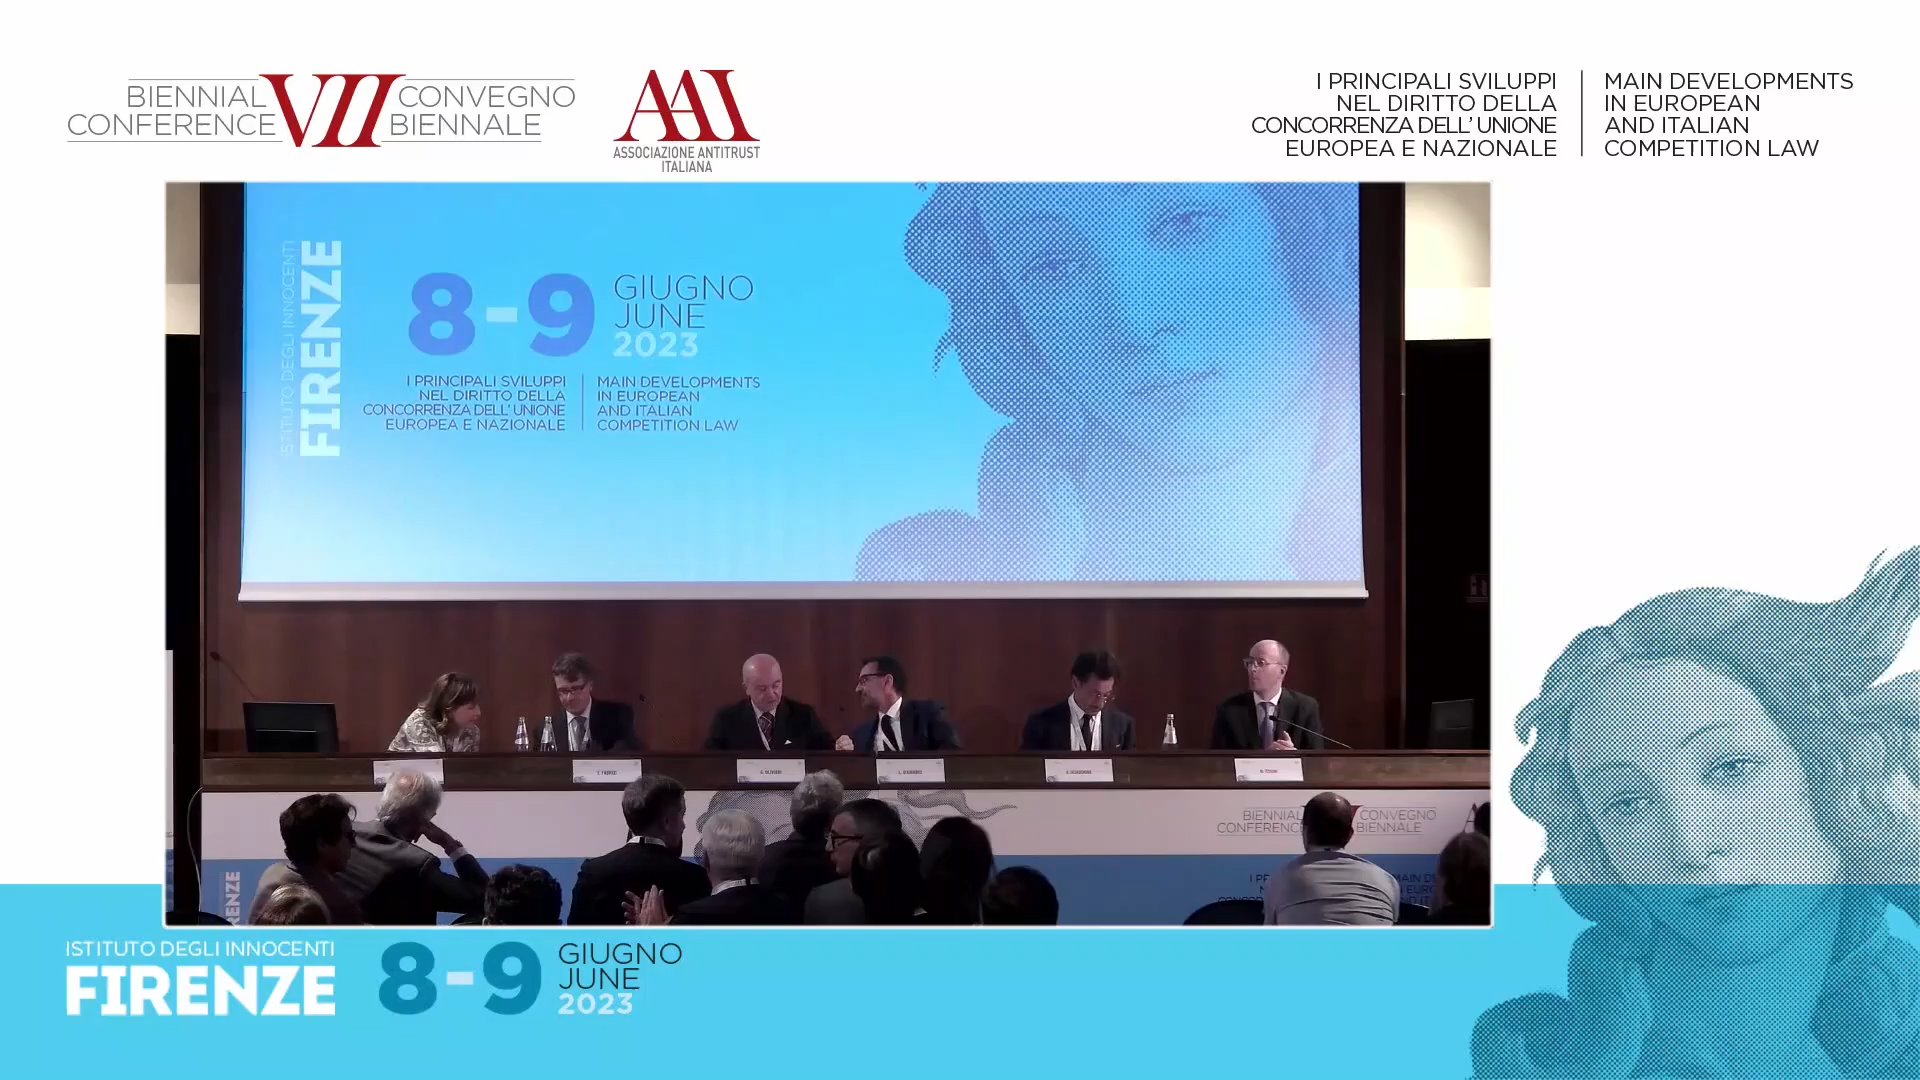 BIENNIAL
CONFERENCE
VII
CONVEGNO
BIENNALE
AAI
ASSOCIAZIONE ANTITRUST
ITALIANA
I PRINCIPALI SVILUPPI
NEL DIRITTO DELLA
CONCORRENZA DELL' UNIONE
EUROPEA E NAZIONALE
MAIN DEVELOPMENTS
IN EUROPEAN
AND ITALIAN
COMPETITION LAW
ISTITUTO DEGLI INNOCENTI
FIRENZE
8-9
GIUGNO
JUNE
2023
I PRINCIPALI SVILUPPI
NEL DIRITTO DELLA
CONCORRENZA DELL' UNIONE
EUROPEA E NAZIONALE
MAIN DEVELOPMENTS
IN EUROPEAN
AND ITALIAN
COMPETITION LAW
G. OLIVIERI
BIENNIAL
CONFERENCE
CONVEGNO
BIENNALE
ISTITUTO DEGLI INNOCENTI
FIRENZE
8-9
GIUGNO
JUNE
2023